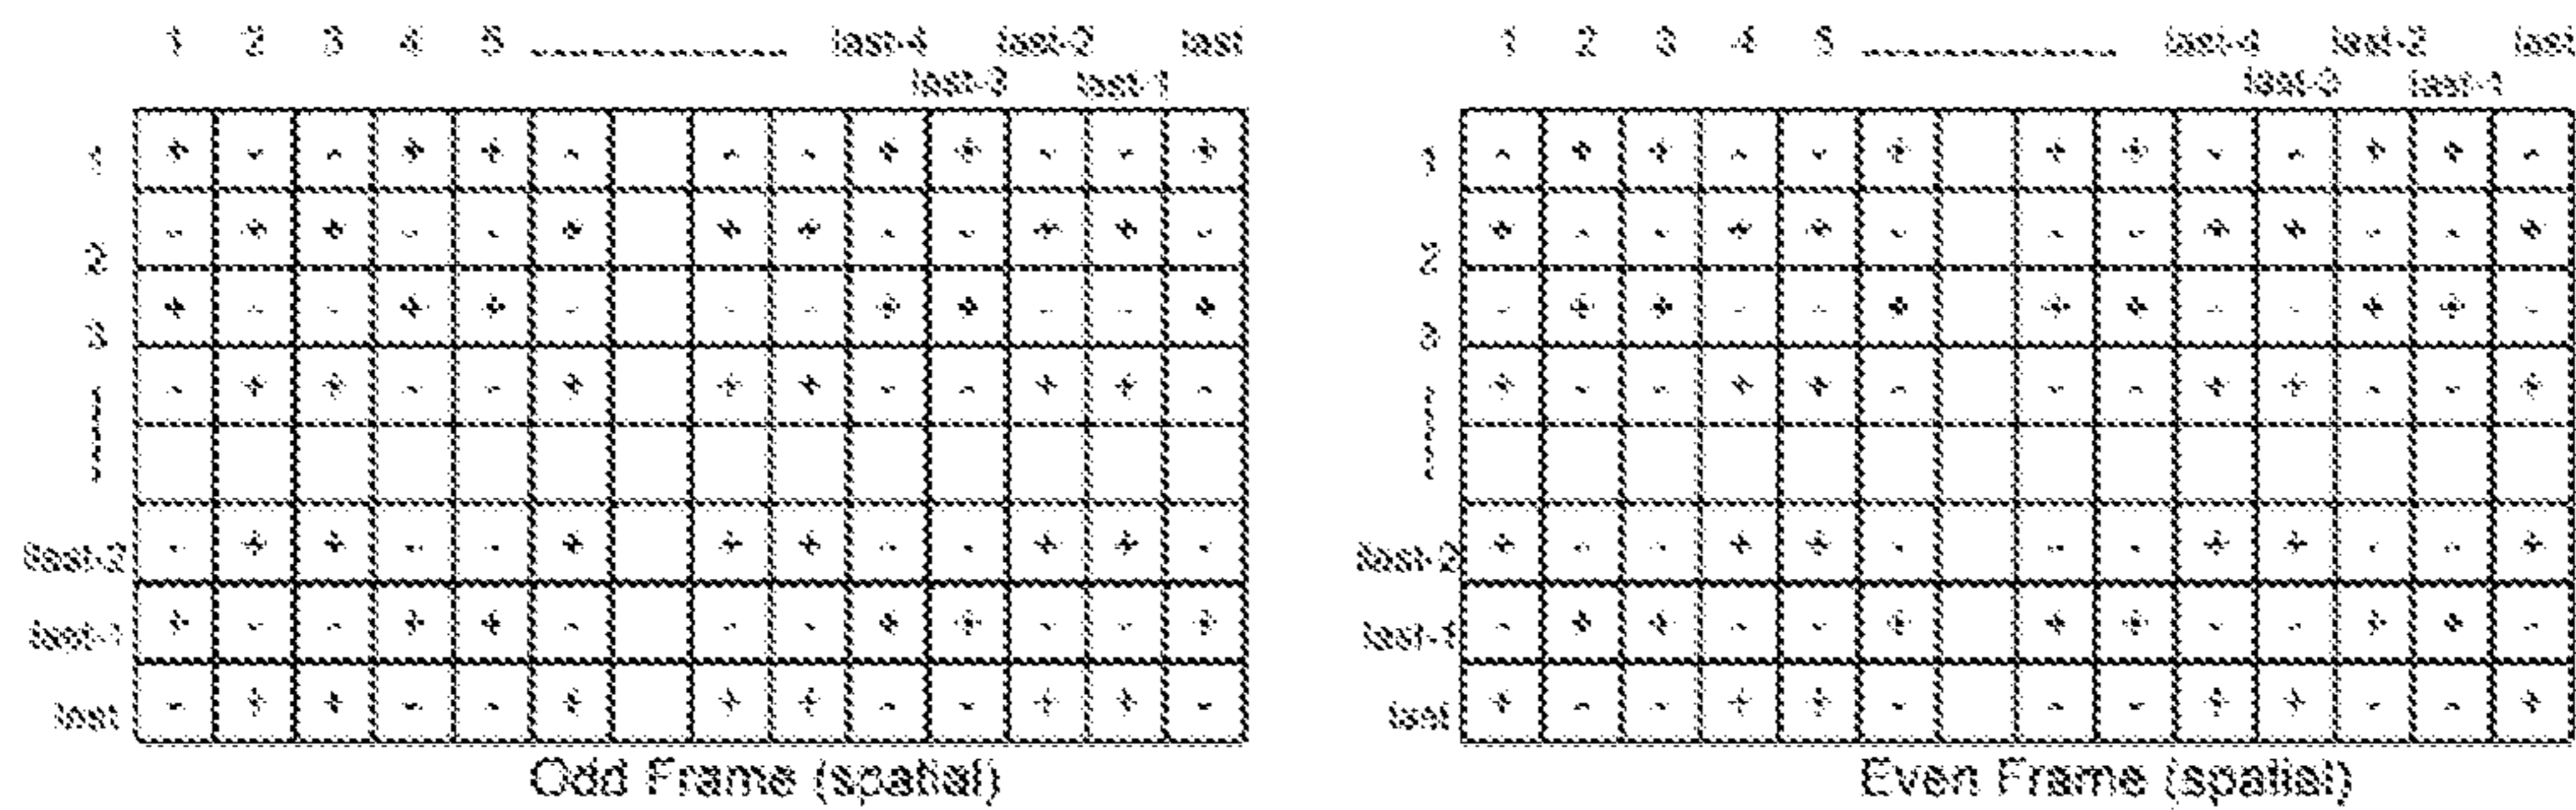 1 2 3 4 5 ................ last-4 last-2 last
last-3 last-1
1 + - - + + - - - + + - - +
2 - + + - - + + + - - + + -
3 + - - + + - - - + + - - +
- + + - - + + + - - + + -
last-2 - + + - - + + + - - + + -
last-1 + - - + + - - - + + - - +
last - + + - - + + + - - + + -
Odd Frame (spatial)
1 2 3 4 5 ................ last-4 last-2 last
last-3 last-1
1 - + + - - + + + - - + + -
2 + - - + + - - - + + - - +
3 - + + - - + + + - - + + -
+ - - + + - - - + + - - +
last-2 + - - + + - - - + + - - +
last-1 - + + - - + + + - - + + -
last + - - + + - - - + + - - +
Even Frame (spatial)